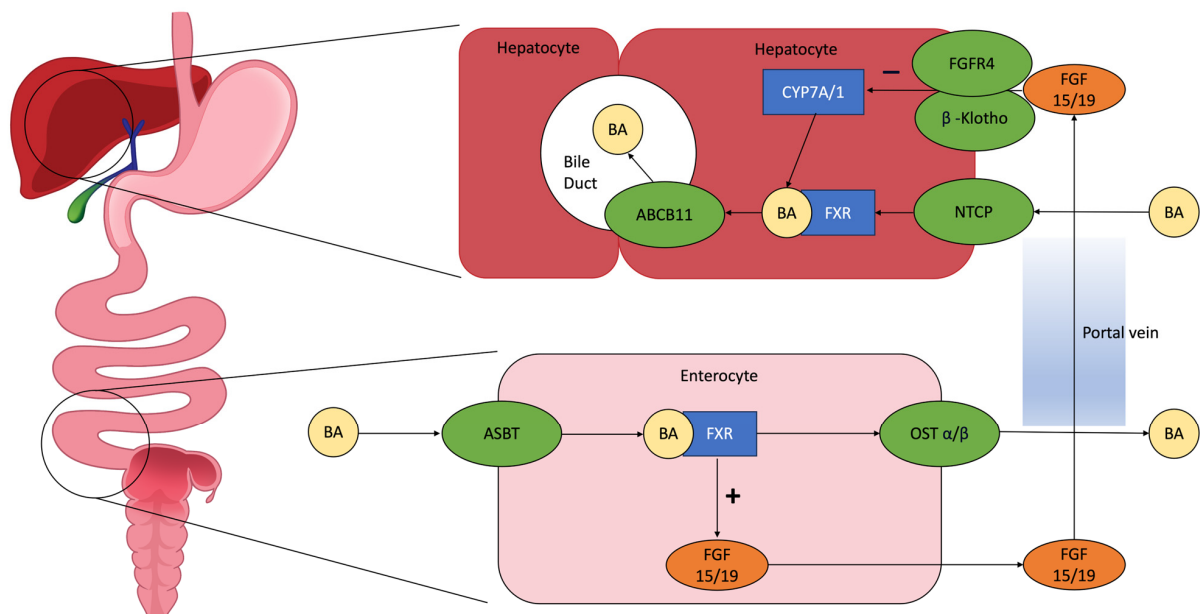 Hepatocyte
Hepatocyte
FGFR4
FGF
15/19
CYP7A/1
−
β -Klotho
BA
Bile
Duct
ABCB11
BA
FXR
NTCP
BA
Portal vein
Enterocyte
BA
ASBT
BA
FXR
OST α/β
BA
+
FGF
15/19
FGF
15/19